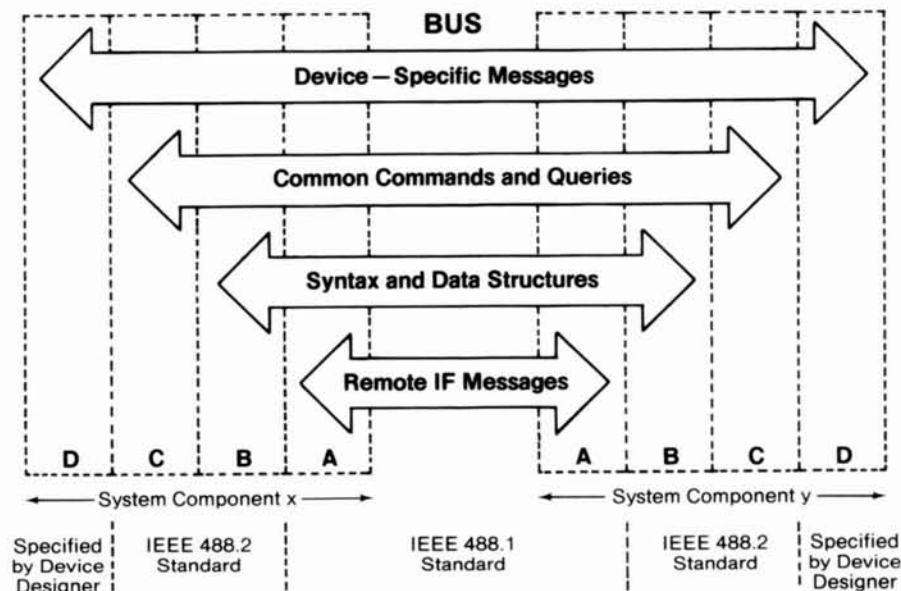 BUS
Device—Specific Messages
Common Commands and Queries
Syntax and Data Structures
Remote IF Messages
D C B A A B C D
System Component x System Component y
Specified by Device Designer
IEEE 488.2 Standard
IEEE 488.1 Standard
IEEE 488.2 Standard
Specified by Device Designer